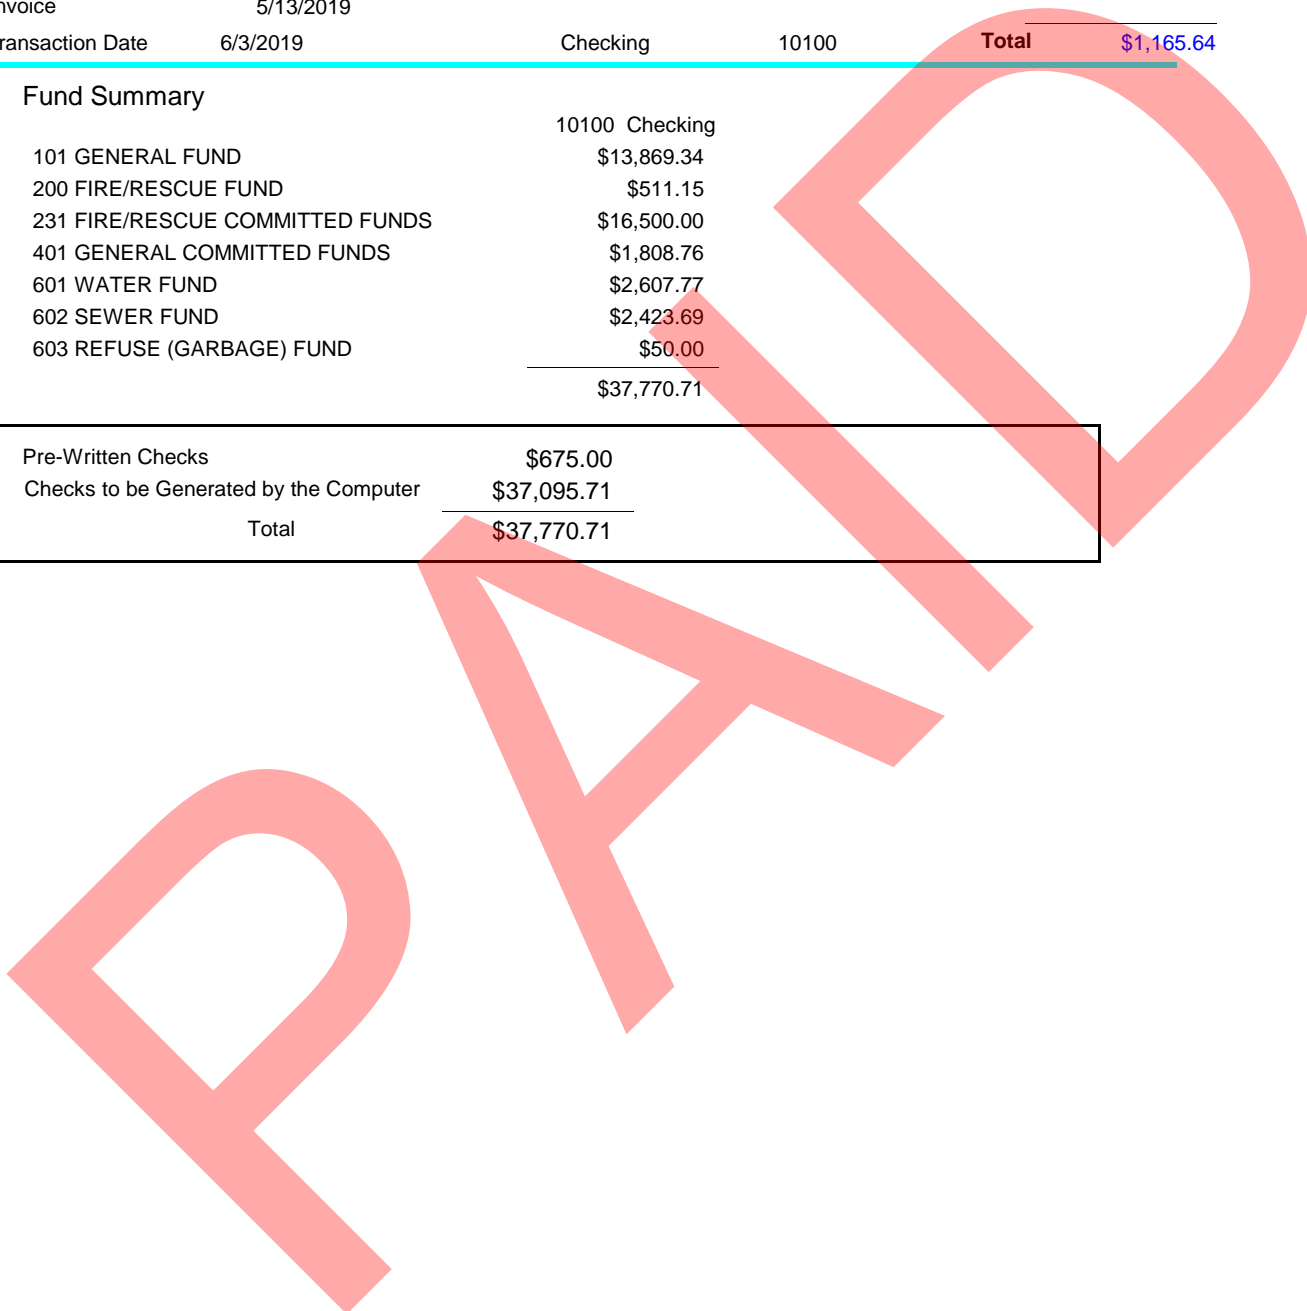 nvoice 5/13/2019
ransaction Date 6/3/2019 Checking 10100 Total $1,165.64
Fund Summary
10100 Checking
101 GENERAL FUND $13,869.34
200 FIRE/RESCUE FUND $511.15
231 FIRE/RESCUE COMMITTED FUNDS $16,500.00
401 GENERAL COMMITTED FUNDS $1,808.76
601 WATER FUND $2,607.77
602 SEWER FUND $2,423.69
603 REFUSE (GARBAGE) FUND $50.00
$37,770.71
Pre-Written Checks $675.00
Checks to be Generated by the Computer $37,095.71
Total $37,770.71
PAID